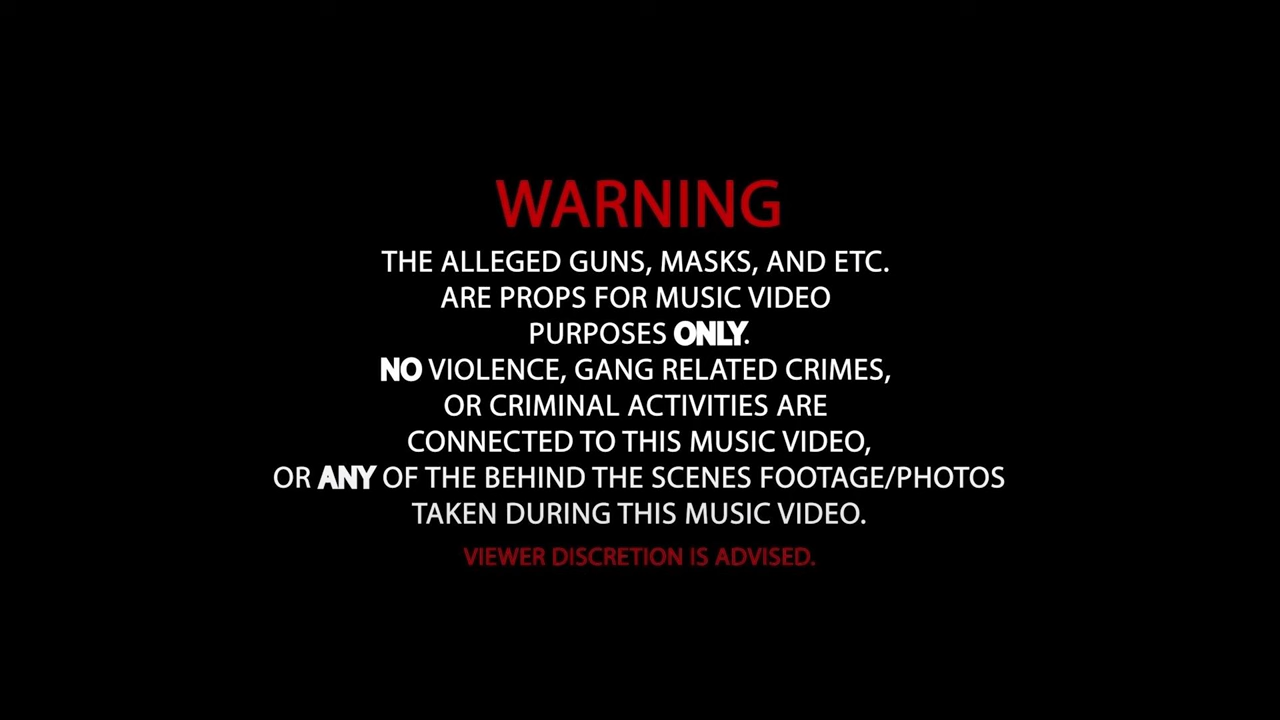 WARNING
THE ALLEGED GUNS, MASKS, AND ETC.
ARE PROPS FOR MUSIC VIDEO
PURPOSES ONLY.
NO VIOLENCE, GANG RELATED CRIMES,
OR CRIMINAL ACTIVITIES ARE
CONNECTED TO THIS MUSIC VIDEO,
OR ANY OF THE BEHIND THE SCENES FOOTAGE/PHOTOS
TAKEN DURING THIS MUSIC VIDEO.
VIEWER DISCRETION IS ADVISED.